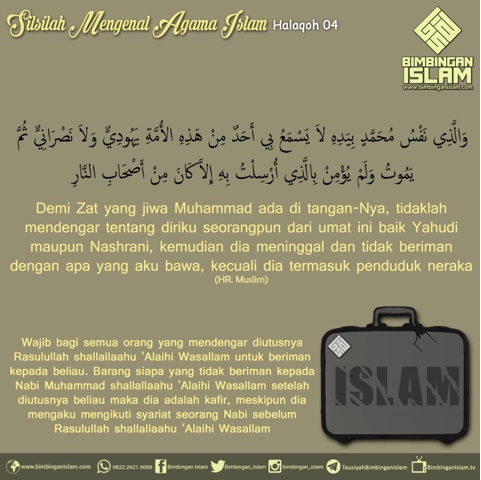 Silsilah Mengenal Agama Islam Halaqoh 04
BIMBINGAN
ISLAM
www.bimbinganislam.com
وَالَّذِي نَفْسُ مُحَمَّدٍ بِيَدِهِ لاَ يَسْمَعُ بِي أَحَدٌ مِنْ هَذِهِ الأُمَّةِ يَهُودِيٌّ وَلاَ نَصْرَانِيٌّ ثُمَّ
يَمُوتُ وَلَمْ يُؤْمِنْ بِالَّذِي أُرْسِلْتُ بِهِ إِلاَّ كَانَ مِنْ أَصْحَابِ النَّارِ
Demi Zat yang jiwa Muhammad ada di tangan-Nya, tidaklah
mendengar tentang diriku seorangpun dari umat ini baik Yahudi
maupun Nashrani, kemudian dia meninggal dan tidak beriman
dengan apa yang aku bawa, kecuali dia termasuk penduduk neraka
(HR. Muslim)
Wajib bagi semua orang yang mendengar diutusnya
Rasulullah shallallaahu 'Alaihi Wasallam untuk beriman
kepada beliau. Barang siapa yang tidak beriman kepada
Nabi Muhammad shallallaahu 'Alaihi Wasallam setelah
diutusnya beliau maka dia adalah kafir, meskipun dia
mengaku mengikuti syariat seorang Nabi sebelum
Rasulullah shallallaahu 'Alaihi Wasallam
ISLAM
www.bimbinganislam.com 0822.2621.5000 Bimbingan Islam Bimbingan_Islam bimbingan_islam TausiyahBimbinganIslam BimbinganIslam.tv